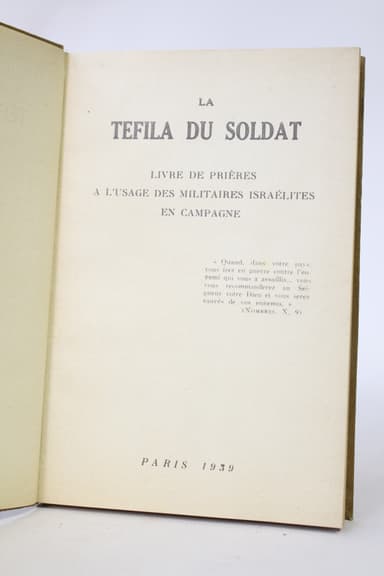 LA
TEFILA DU SOLDAT
LIVRE DE PRIÈRES
A L'USAGE DES MILITAIRES ISRAÉLITES
EN CAMPAGNE
« Quand, dans votre pays,
vous irez en guerre contre l'en-
nemi qui vous a assaillis... vous
vous recommanderez au Sei-
gneur votre Dieu et vous serez
sauvés de vos ennemis. »
(NOMBRES, X, 9).
PARIS 1939